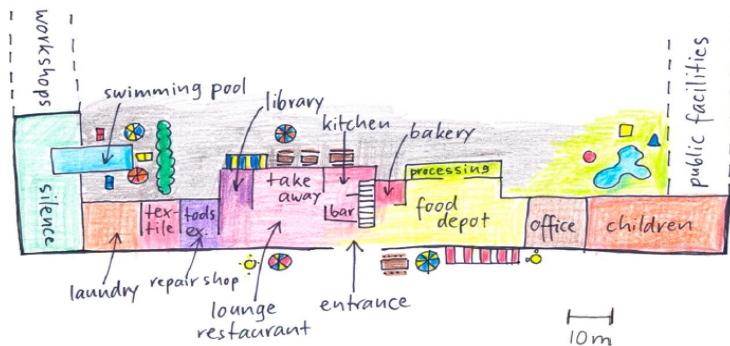 workshops
swimming pool
library
kitchen
bakery
public facilities
silence
take
away
processing
bar
tex-
tile
tools
ex.
food
depot
office
children
laundry
repair shop
lounge
restaurant
entrance
10m